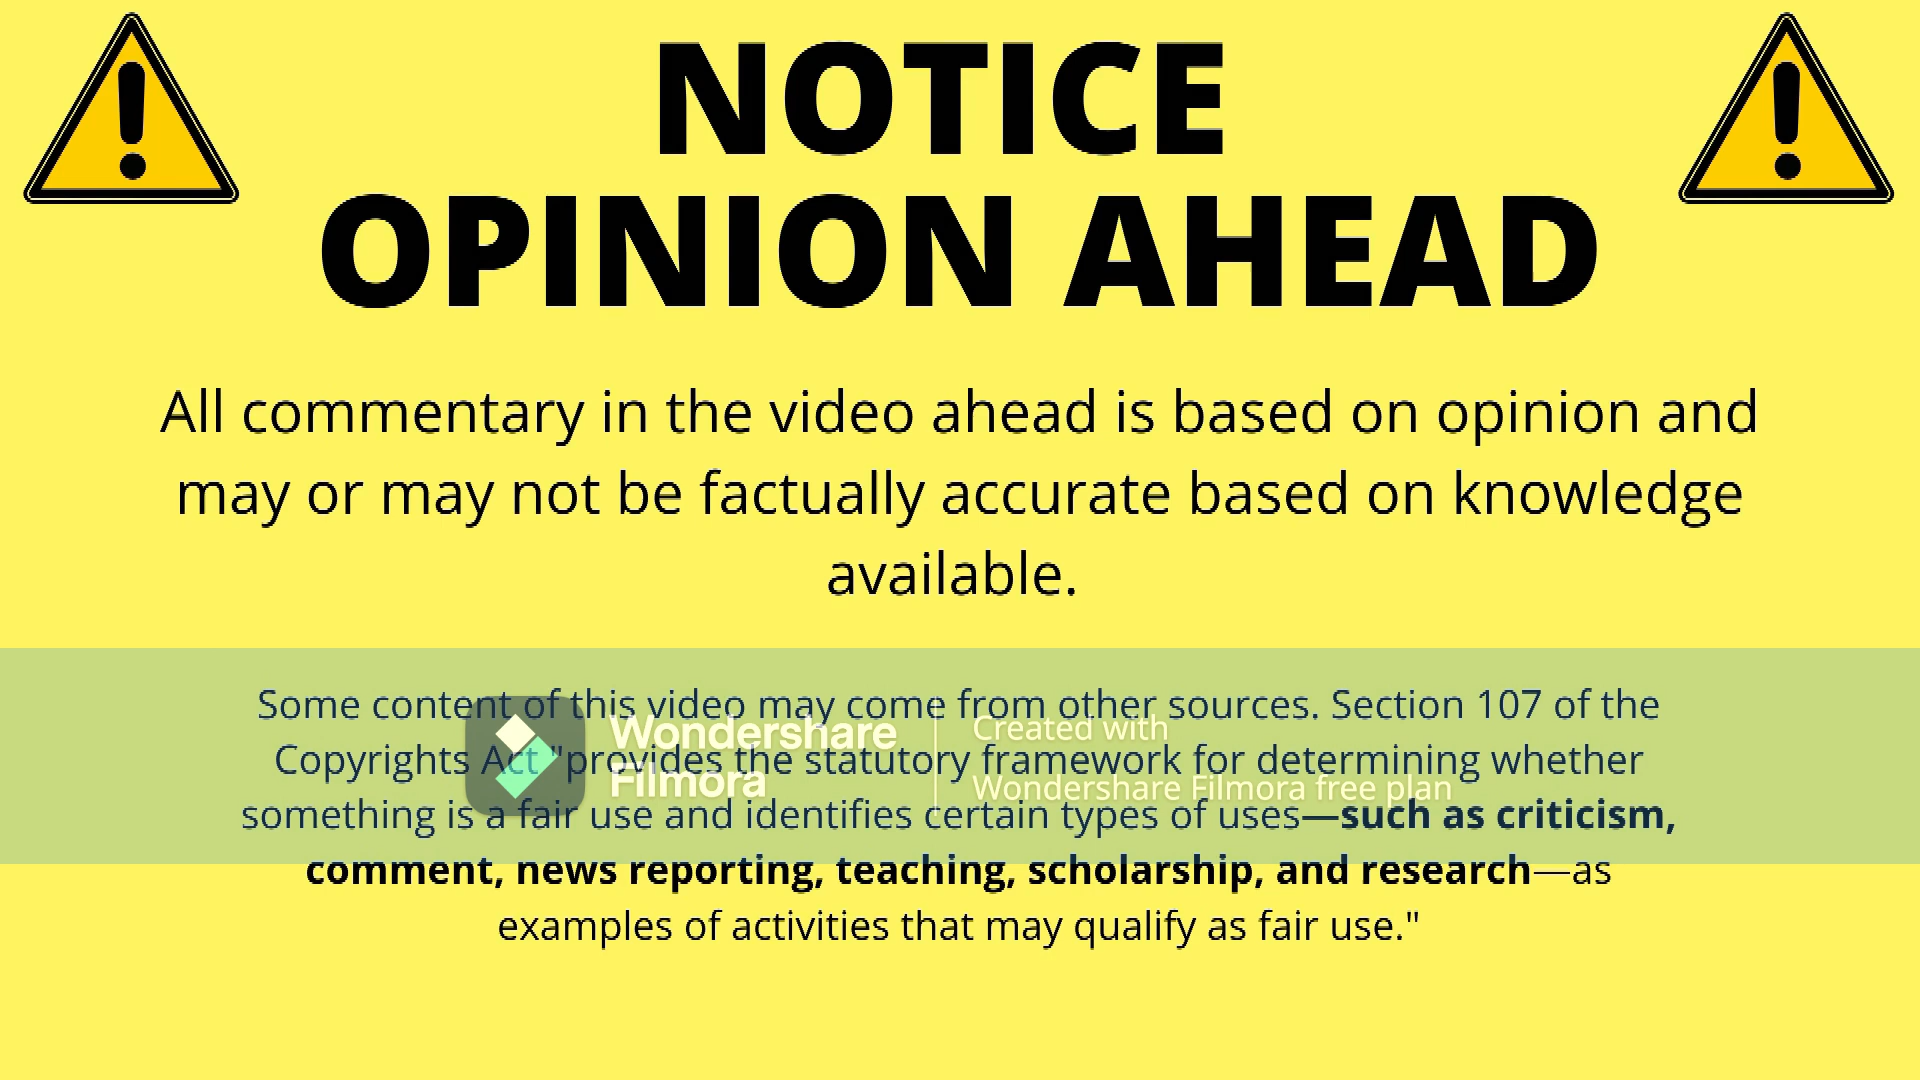 NOTICE
OPINION AHEAD
All commentary in the video ahead is based on opinion and
may or may not be factually accurate based on knowledge
available.
Some content of this video may come from other sources. Section 107 of the
Copyrights Act "provides the statutory framework for determining whether
something is a fair use and identifies certain types of uses—such as criticism,
comment, news reporting, teaching, scholarship, and research—as
examples of activities that may qualify as fair use."
Wondershare
Filmora
Created with
Wondershare Filmora free plan